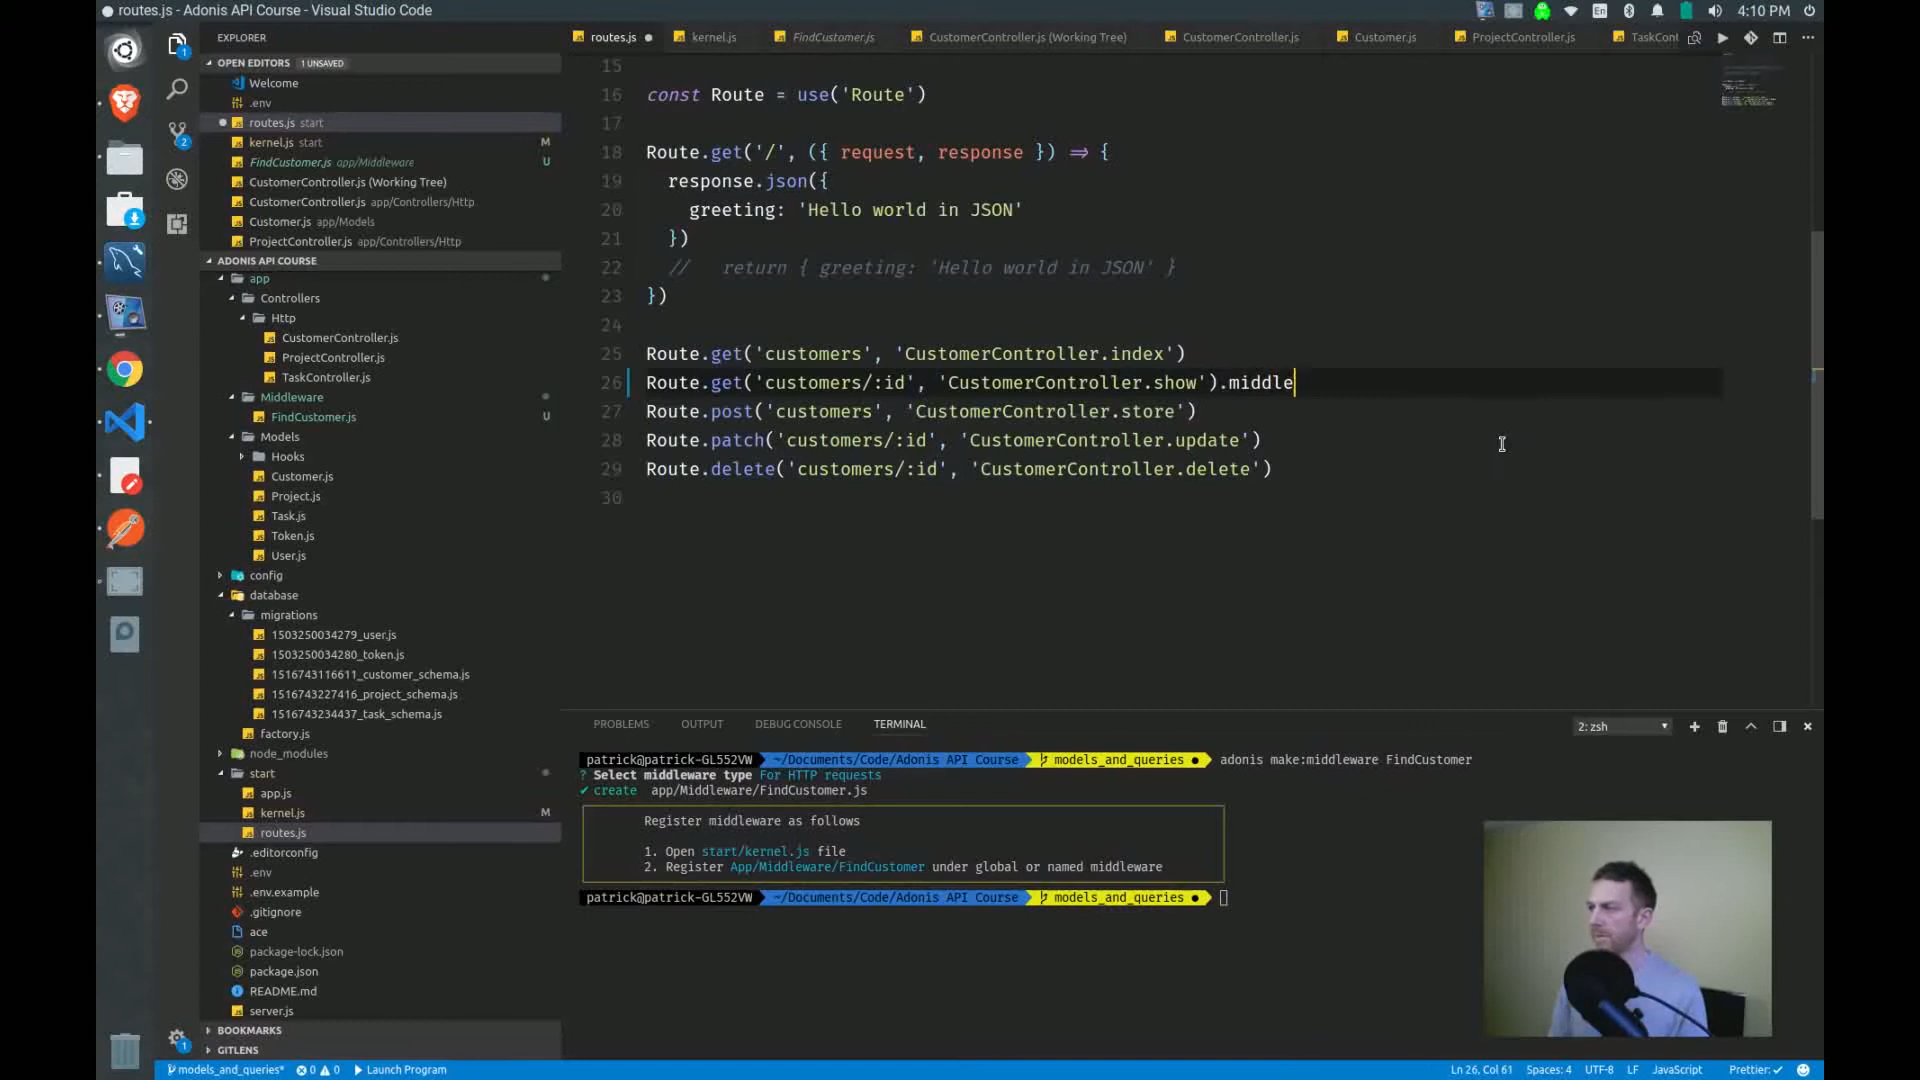 routes.js - Adonis API Course - Visual Studio Code
En
4:10 PM
EXPLORER
OPEN EDITORS 1 UNSAVED
Welcome
.env
routes.js start
kernel.js start M
FindCustomer.js app/Middleware U
CustomerController.js (Working Tree)
CustomerController.js app/Controllers/Http
Customer.js app/Models
ProjectController.js app/Controllers/Http
ADONIS API COURSE
app
Controllers
Http
CustomerController.js
ProjectController.js
TaskController.js
Middleware
FindCustomer.js U
Models
Hooks
Customer.js
Project.js
Task.js
Token.js
User.js
config
database
migrations
1503250034279_user.js
1503250034280_token.js
1516743116611_customer_schema.js
1516743227416_project_schema.js
1516743234437_task_schema.js
factory.js
node_modules
start
app.js
kernel.js M
routes.js
.editorconfig
.env
.env.example
.gitignore
ace
package-lock.json
package.json
README.md
server.js
BOOKMARKS
GITLENS
routes.js kernel.js FindCustomer.js CustomerController.js (Working Tree) CustomerController.js Customer.js ProjectController.js TaskCont
15
16 const Route = use('Route')
17
18 Route.get('/', ({ request, response }) => {
19 response.json({
20 greeting: 'Hello world in JSON'
21 })
22 // return { greeting: 'Hello world in JSON' }
23 })
24
25 Route.get('customers', 'CustomerController.index')
26 Route.get('customers/:id', 'CustomerController.show').middle
27 Route.post('customers', 'CustomerController.store')
28 Route.patch('customers/:id', 'CustomerController.update')
29 Route.delete('customers/:id', 'CustomerController.delete')
30
PROBLEMS OUTPUT DEBUG CONSOLE TERMINAL 2: zsh
patrick@patrick-GL552VW ~/Documents/Code/Adonis API Course models_and_queries ● adonis make:middleware FindCustomer
? Select middleware type For HTTP requests
✔ create app/Middleware/FindCustomer.js
Register middleware as follows
1. Open start/kernel.js file
2. Register App/Middleware/FindCustomer under global or named middleware
patrick@patrick-GL552VW ~/Documents/Code/Adonis API Course models_and_queries ●
models_and_queries* 0 0 Launch Program Ln 26, Col 61 Spaces: 4 UTF-8 LF JavaScript Prettier: ✓